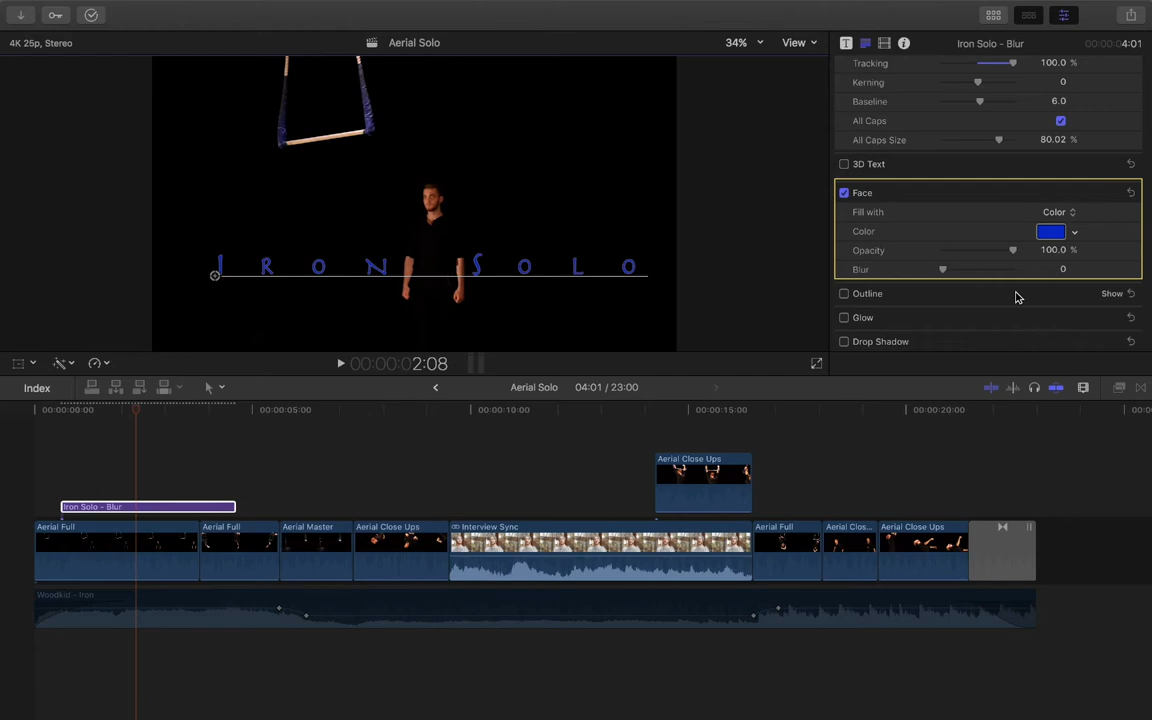 4K 25p, Stereo
Aerial Solo
34%
View
Iron Solo - Blur
00:00:04:01
Tracking 100.0 %
Kerning 0
Baseline 6.0
All Caps
All Caps Size 80.02 %
3D Text
Face
Fill with Color
Color
Opacity 100.0 %
Blur 0
Outline Show
Glow
Drop Shadow
IRON SOLO
00:00:00:02:08
Index
Aerial Solo 04:01 / 23:00
00:00:00:00 00:00:05:00 00:00:10:00 00:00:15:00 00:00:20:00
Aerial Close Ups
Iron Solo - Blur
Aerial Full Aerial Full Aerial Master Aerial Close Ups Interview Sync Aerial Full Aerial Clos... Aerial Close Ups
Woodkid - Iron